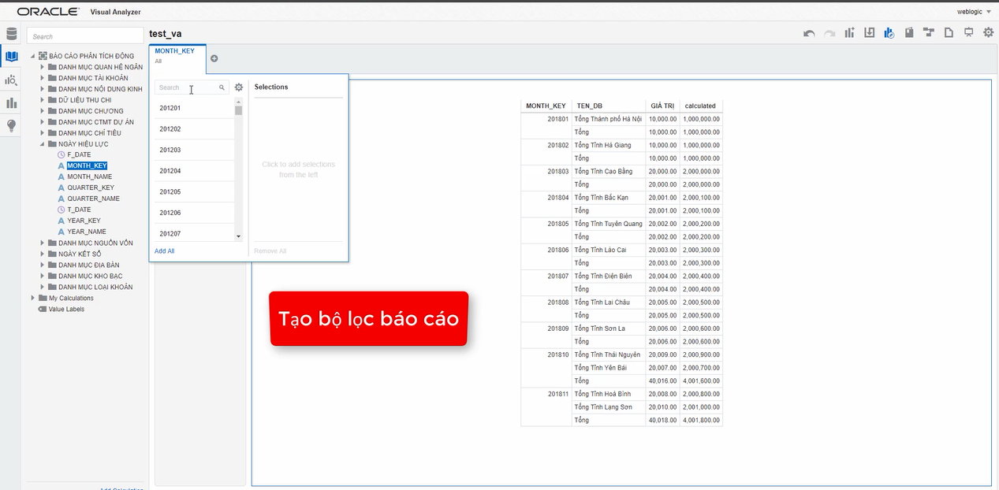 ORACLE Visual Analyzer
weblogic
Search
test_va
MONTH_KEY
All
BÁO CÁO PHÂN TÍCH ĐỘNG
DANH MỤC QUAN HỆ NGÂN
DANH MỤC TÀI KHOẢN
DANH MỤC NỘI DUNG KINH
DỮ LIỆU THU CHI
DANH MỤC CHƯƠNG
DANH MỤC CTMT DỰ ÁN
DANH MỤC CHỈ TIÊU
NGÀY HIỆU LỰC
F_DATE
MONTH_KEY
MONTH_NAME
QUARTER_KEY
QUARTER_NAME
T_DATE
YEAR_KEY
YEAR_NAME
DANH MỤC NGUỒN VỐN
NGÀY KẾT SỔ
DANH MỤC ĐỊA BÀN
DANH MỤC KHO BẠC
DANH MỤC LOẠI KHOẢN
My Calculations
Value Labels
Add Calculation
Search
201201
201202
201203
201204
201205
201206
201207
Add All
Selections
Click to add selections
from the left
Remove All
Tạo bộ lọc báo cáo
MONTH_KEY TEN_DB GIÁ TRỊ calculated
201801 Tổng Thành phố Hà Nội 10,000.00 1,000,000.00
Tổng 10,000.00 1,000,000.00
201802 Tổng Tỉnh Hà Giang 10,000.00 1,000,000.00
Tổng 10,000.00 1,000,000.00
201803 Tổng Tỉnh Cao Bằng 20,000.00 2,000,000.00
Tổng 20,000.00 2,000,000.00
201804 Tổng Tỉnh Bắc Kạn 20,001.00 2,000,100.00
Tổng 20,001.00 2,000,100.00
201805 Tổng Tỉnh Tuyên Quang 20,002.00 2,000,200.00
Tổng 20,002.00 2,000,200.00
201806 Tổng Tỉnh Lào Cai 20,003.00 2,000,300.00
Tổng 20,003.00 2,000,300.00
201807 Tổng Tỉnh Điện Biên 20,004.00 2,000,400.00
Tổng 20,004.00 2,000,400.00
201808 Tổng Tỉnh Lai Châu 20,005.00 2,000,500.00
Tổng 20,005.00 2,000,500.00
201809 Tổng Tỉnh Sơn La 20,006.00 2,000,600.00
Tổng 20,006.00 2,000,600.00
201810 Tổng Tỉnh Thái Nguyên 20,009.00 2,000,900.00
Tổng Tỉnh Yên Bái 20,007.00 2,000,700.00
Tổng 40,016.00 4,001,600.00
201811 Tổng Tỉnh Hoà Bình 20,008.00 2,000,800.00
Tổng Tỉnh Lạng Sơn 20,010.00 2,001,000.00
Tổng 40,018.00 4,001,800.00